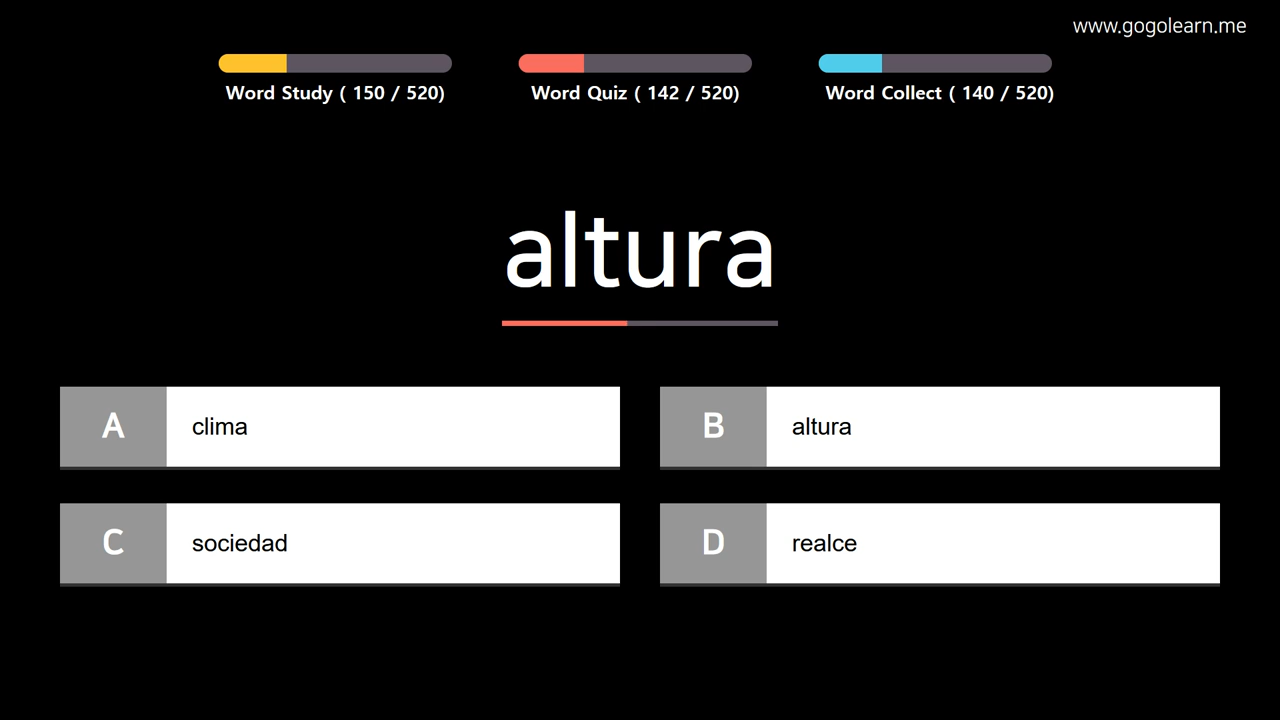 www.gogolearn.me
Word Study ( 150 / 520)
Word Quiz ( 142 / 520)
Word Collect ( 140 / 520)
altura
A clima
B altura
C sociedad
D realce